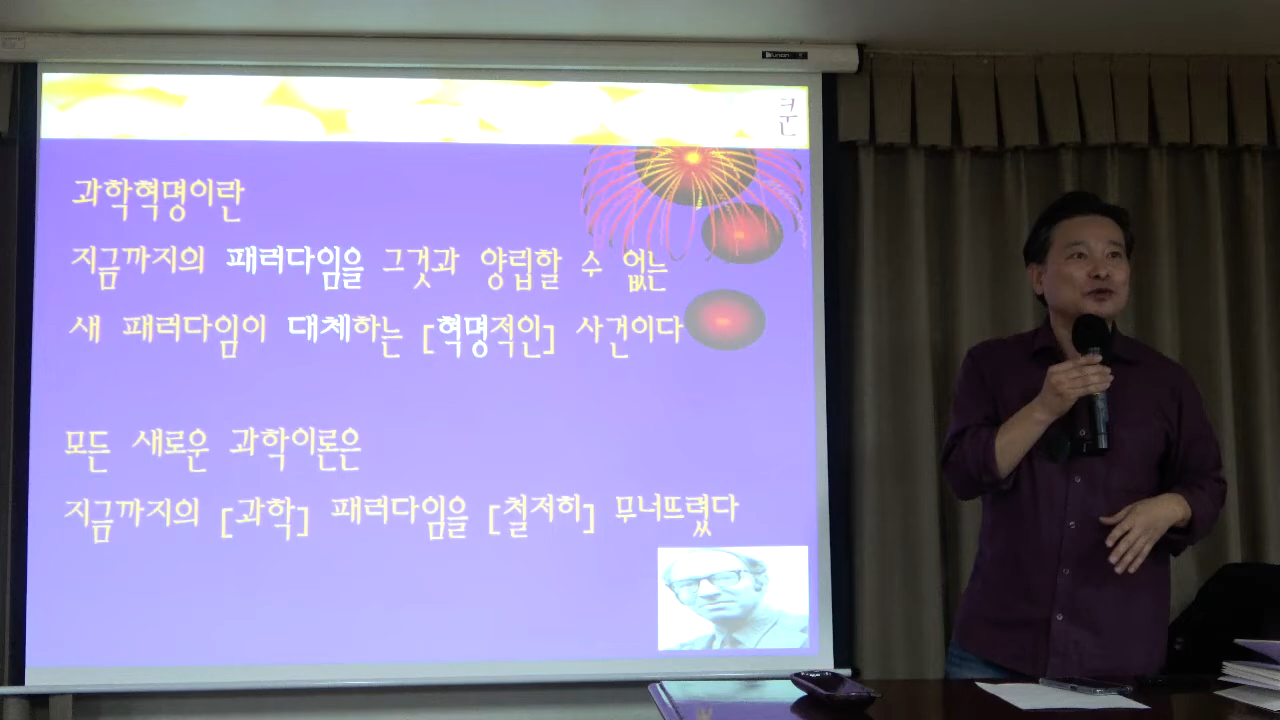 쿤
과학혁명이란
지금까지의 패러다임을 그것과 양립할 수 없는
새 패러다임이 대체하는 [혁명적인] 사건이다
모든 새로운 과학이론은
지금까지의 [과학] 패러다임을 [철저히] 무너뜨렸다